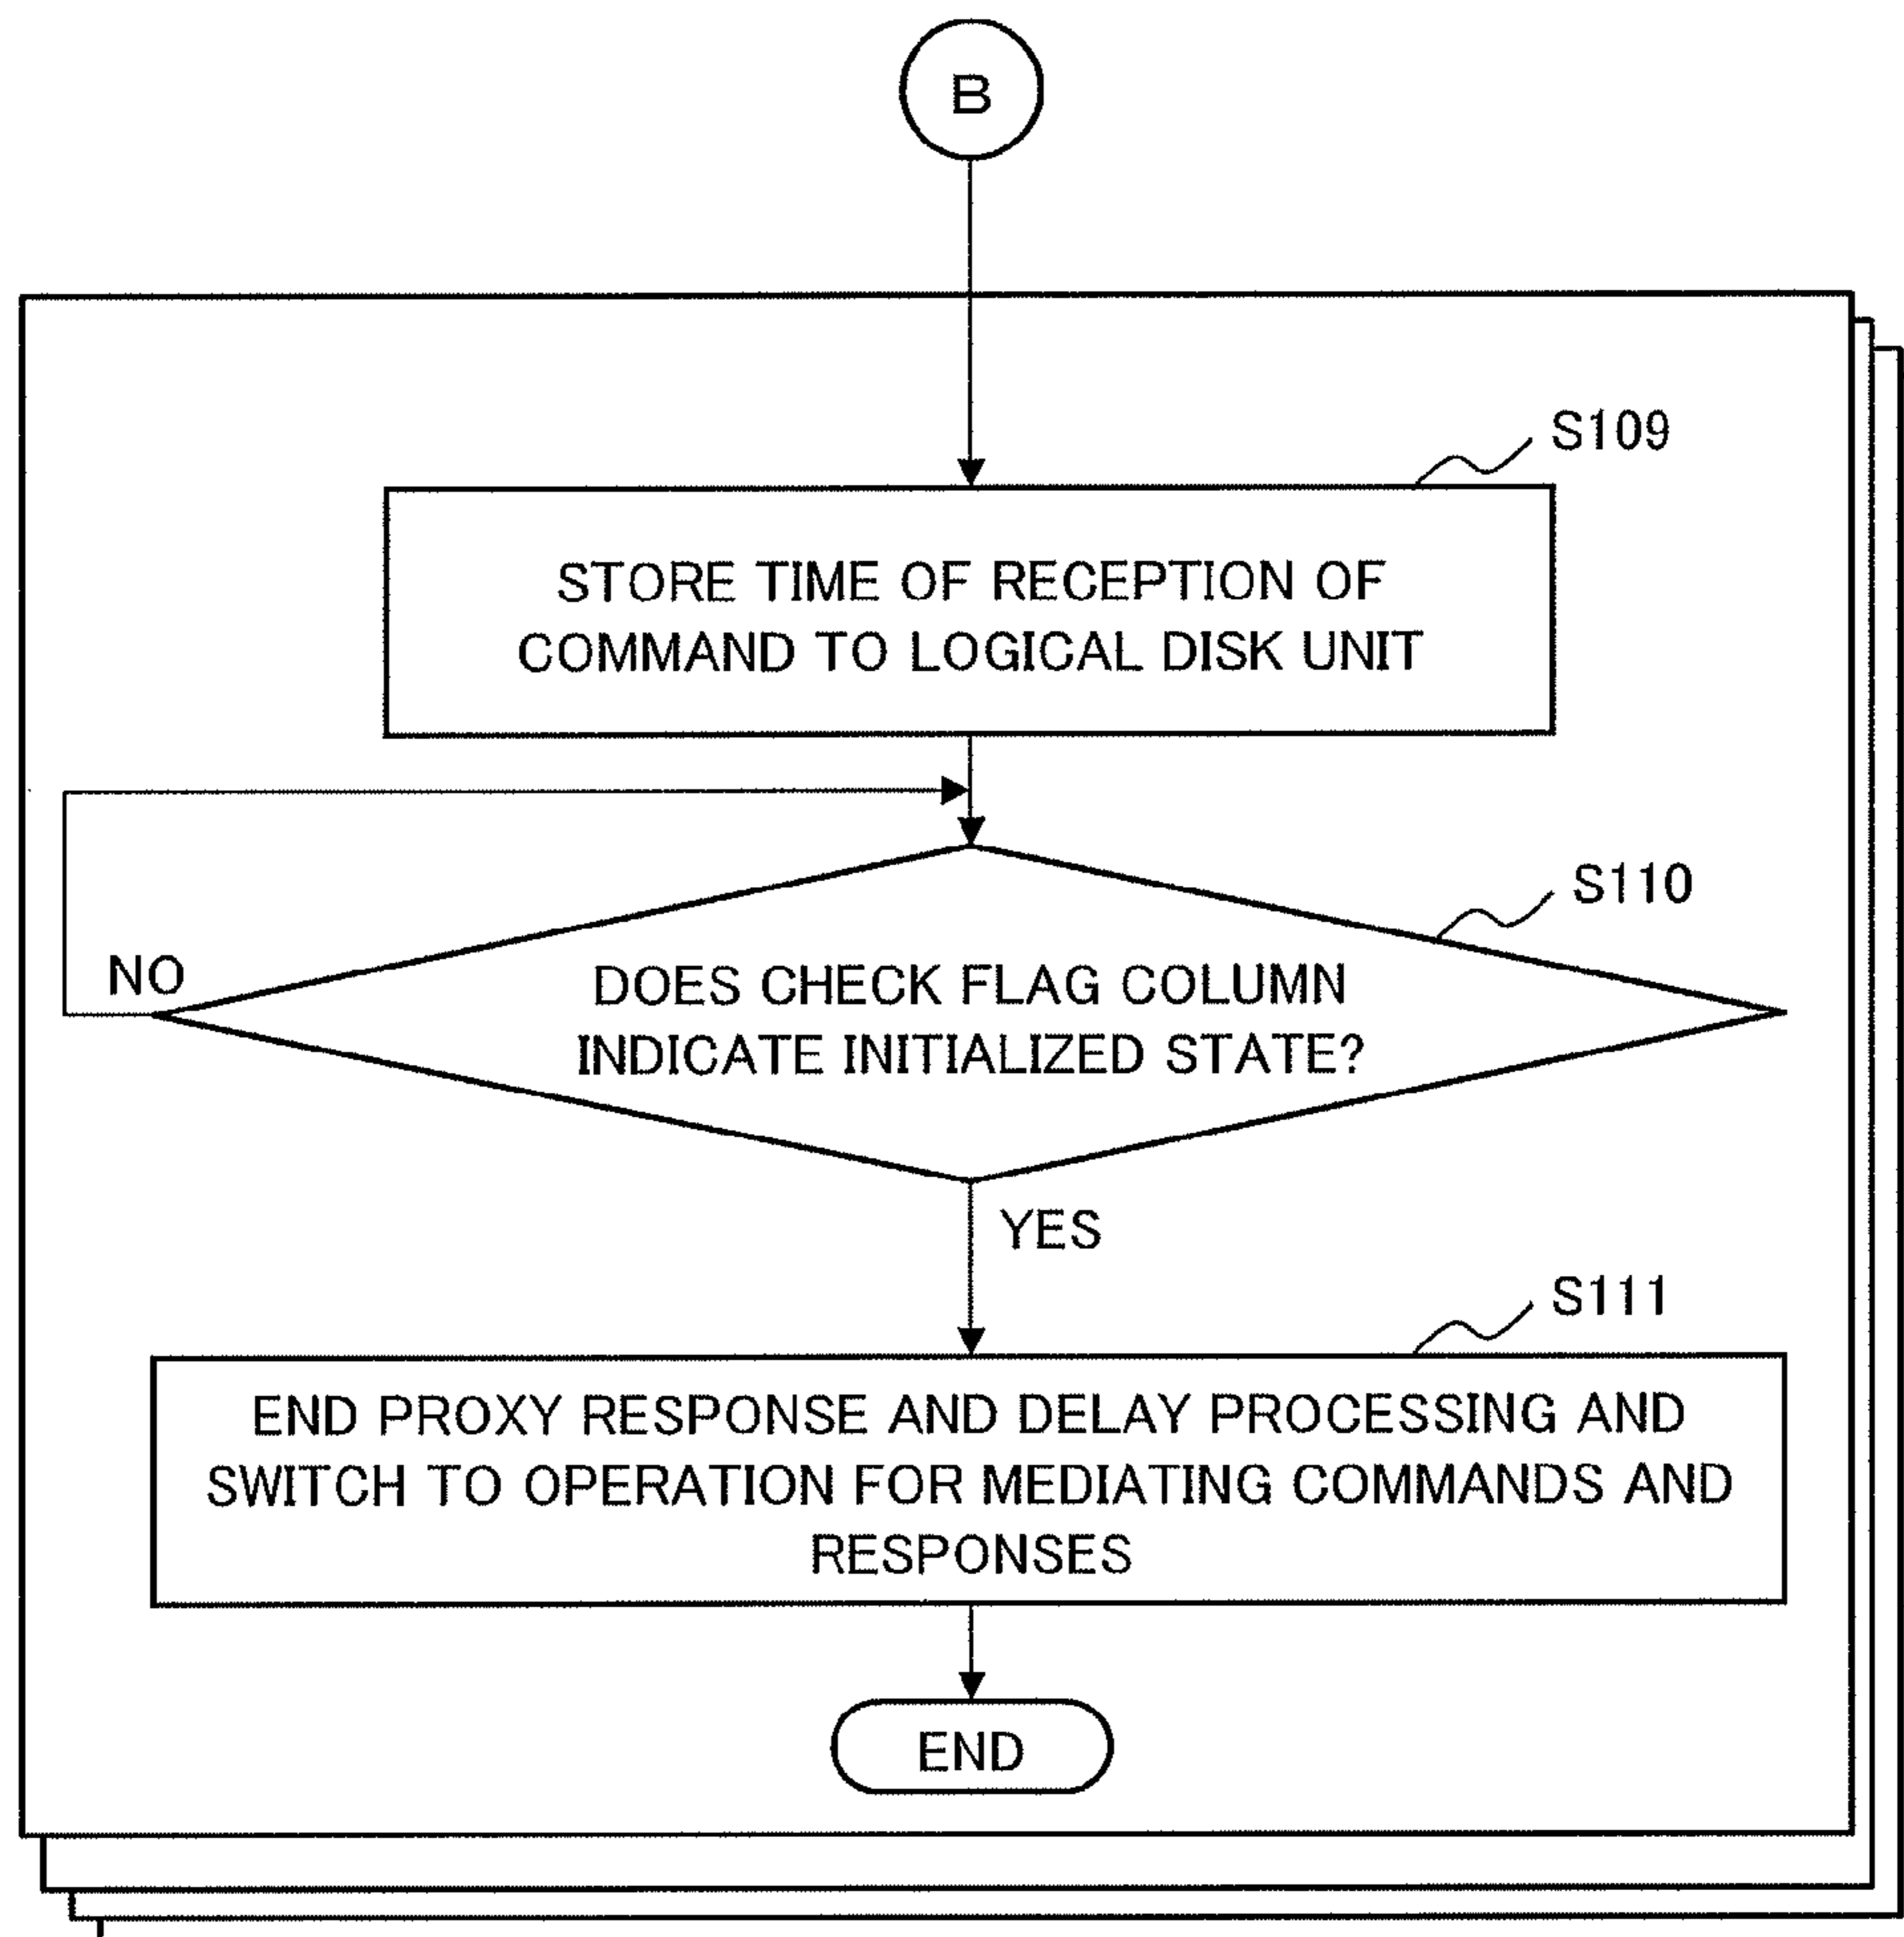 B
S109
STORE TIME OF RECEPTION OF
COMMAND TO LOGICAL DISK UNIT
S110
NO
DOES CHECK FLAG COLUMN
INDICATE INITIALIZED STATE?
YES
S111
END PROXY RESPONSE AND DELAY PROCESSING AND
SWITCH TO OPERATION FOR MEDIATING COMMANDS AND
RESPONSES
END